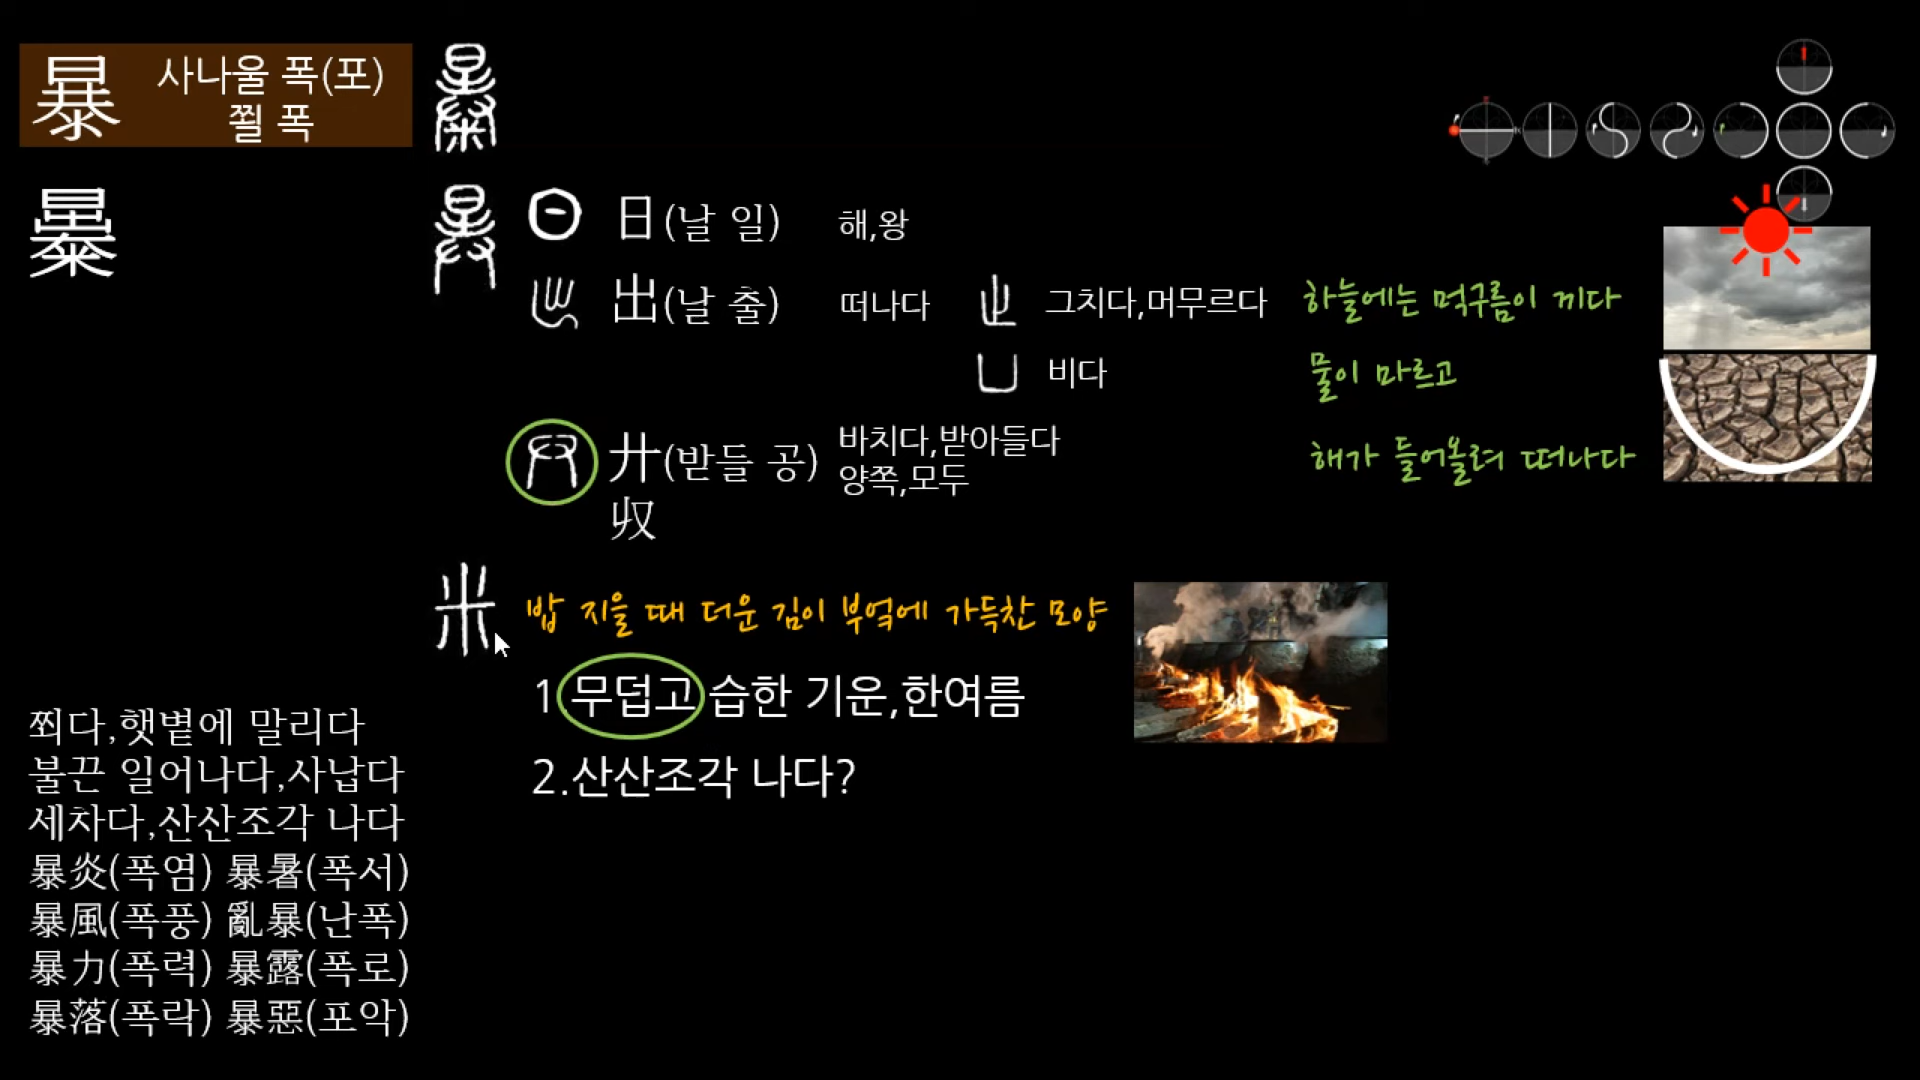 暴 사나울 폭(포)
쬘 폭
暴
日(날 일) 해,왕
出(날 출) 떠나다 止 그치다,머무르다 하늘에는 먹구름이 끼다
凵 비다 물이 마르고
廾(받들 공) 바치다,받아들다
양쪽,모두 해가 들어올려 떠나다
収
米 밥 지을 때 더운 김이 부엌에 가득찬 모양
1 무덥고 습한 기운,한여름
2.산산조각 나다?
쬐다,햇볕에 말리다
불끈 일어나다,사납다
세차다,산산조각 나다
暴炎(폭염) 暴暑(폭서)
暴風(폭풍) 亂暴(난폭)
暴力(폭력) 暴露(폭로)
暴落(폭락) 暴惡(포악)